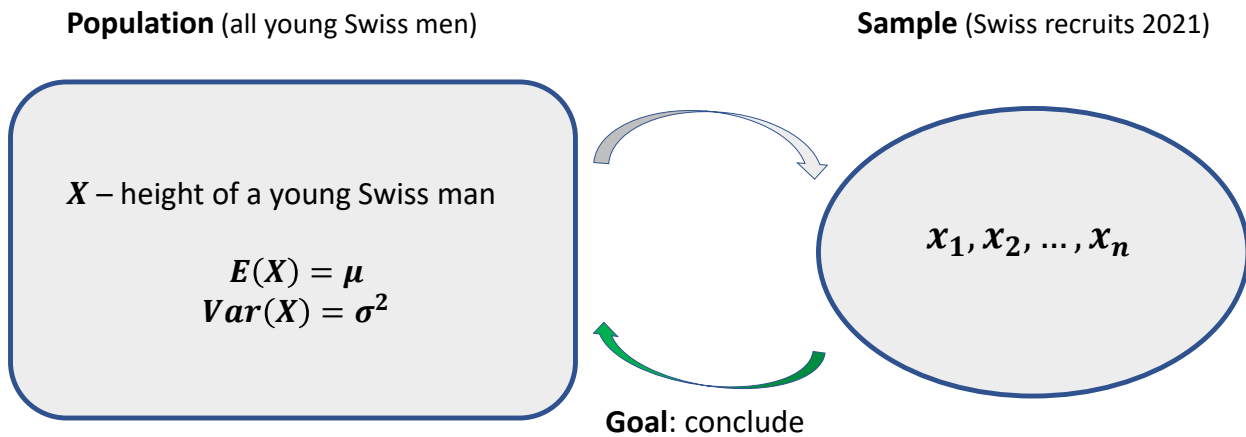 Population (all young Swiss men)
Sample (Swiss recruits 2021)
X – height of a young Swiss man
E(X) = μ
Var(X) = σ²
x₁, x₂, … , xₙ
Goal: conclude